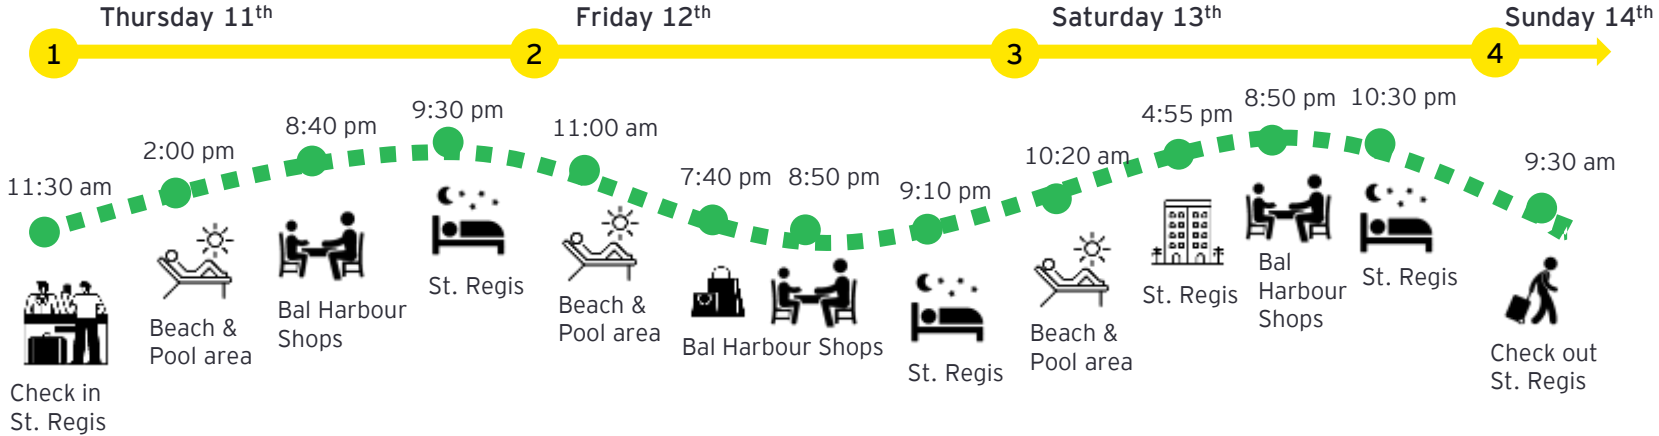 Thursday 11th
Friday 12th
Saturday 13th
Sunday 14th
1
2
3
4
11:30 am
2:00 pm
8:40 pm
9:30 pm
11:00 am
7:40 pm
8:50 pm
9:10 pm
10:20 am
4:55 pm
8:50 pm
10:30 pm
9:30 am
Check in
St. Regis
Beach &
Pool area
Bal Harbour
Shops
St. Regis
Beach &
Pool area
Bal Harbour Shops
St. Regis
Beach &
Pool area
St. Regis
Bal
Harbour
Shops
St. Regis
Check out
St. Regis